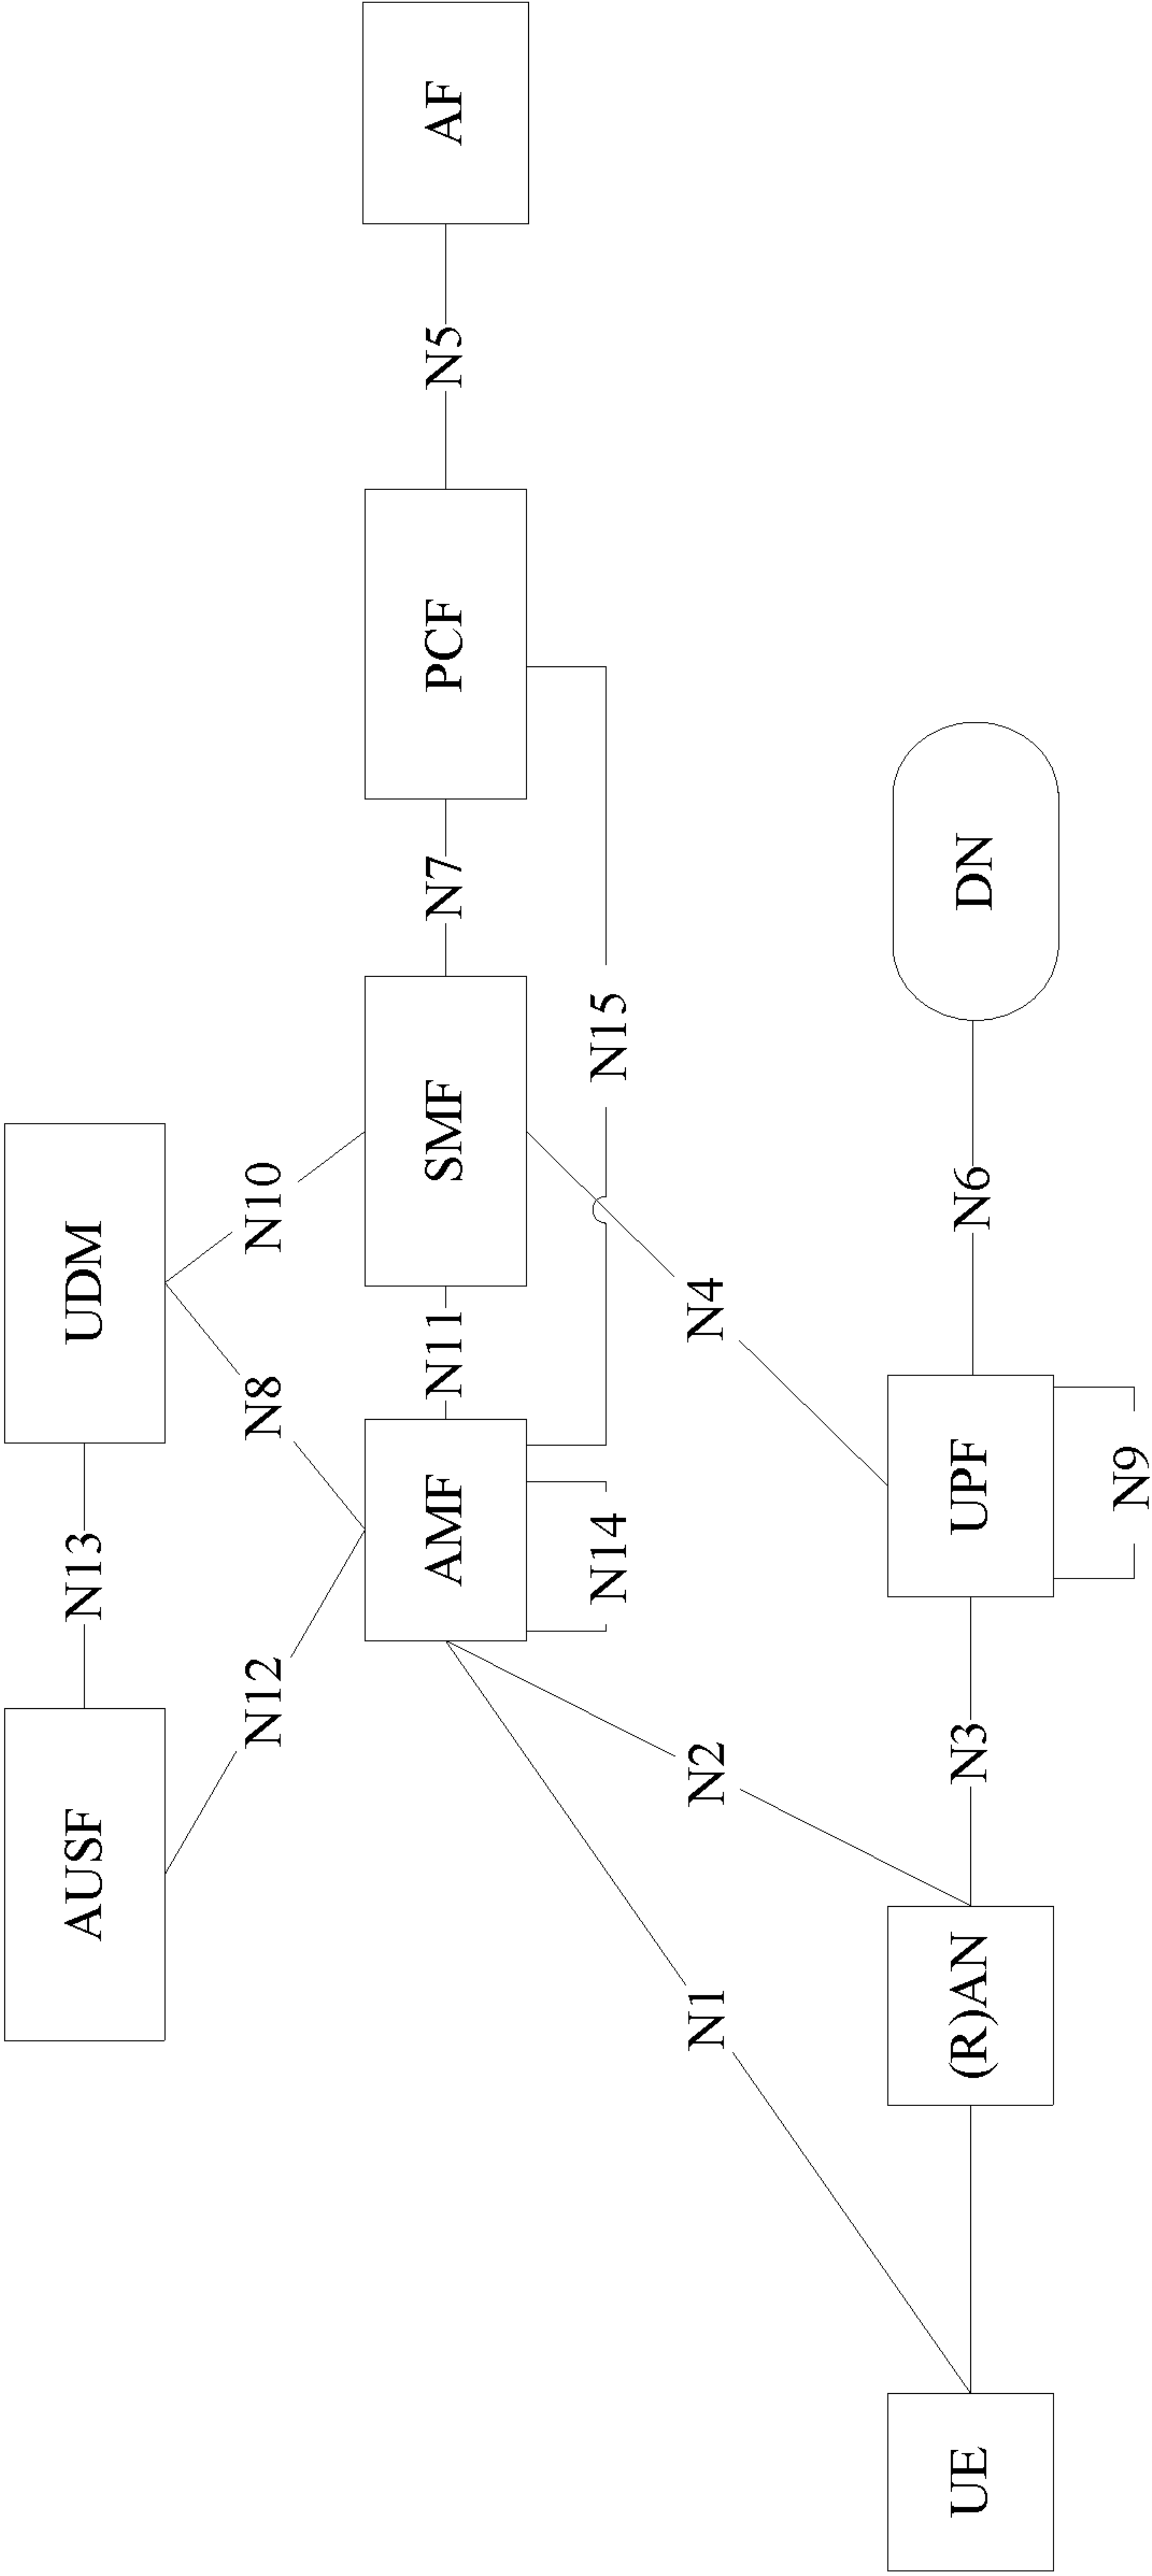 AUSF
N13
UDM
N12
N8
N10
AMF
N11
SMF
N7
PCF
N5
AF
N14
N15
N1
N2
N4
UE
(R)AN
N3
UPF
N6
DN
N9